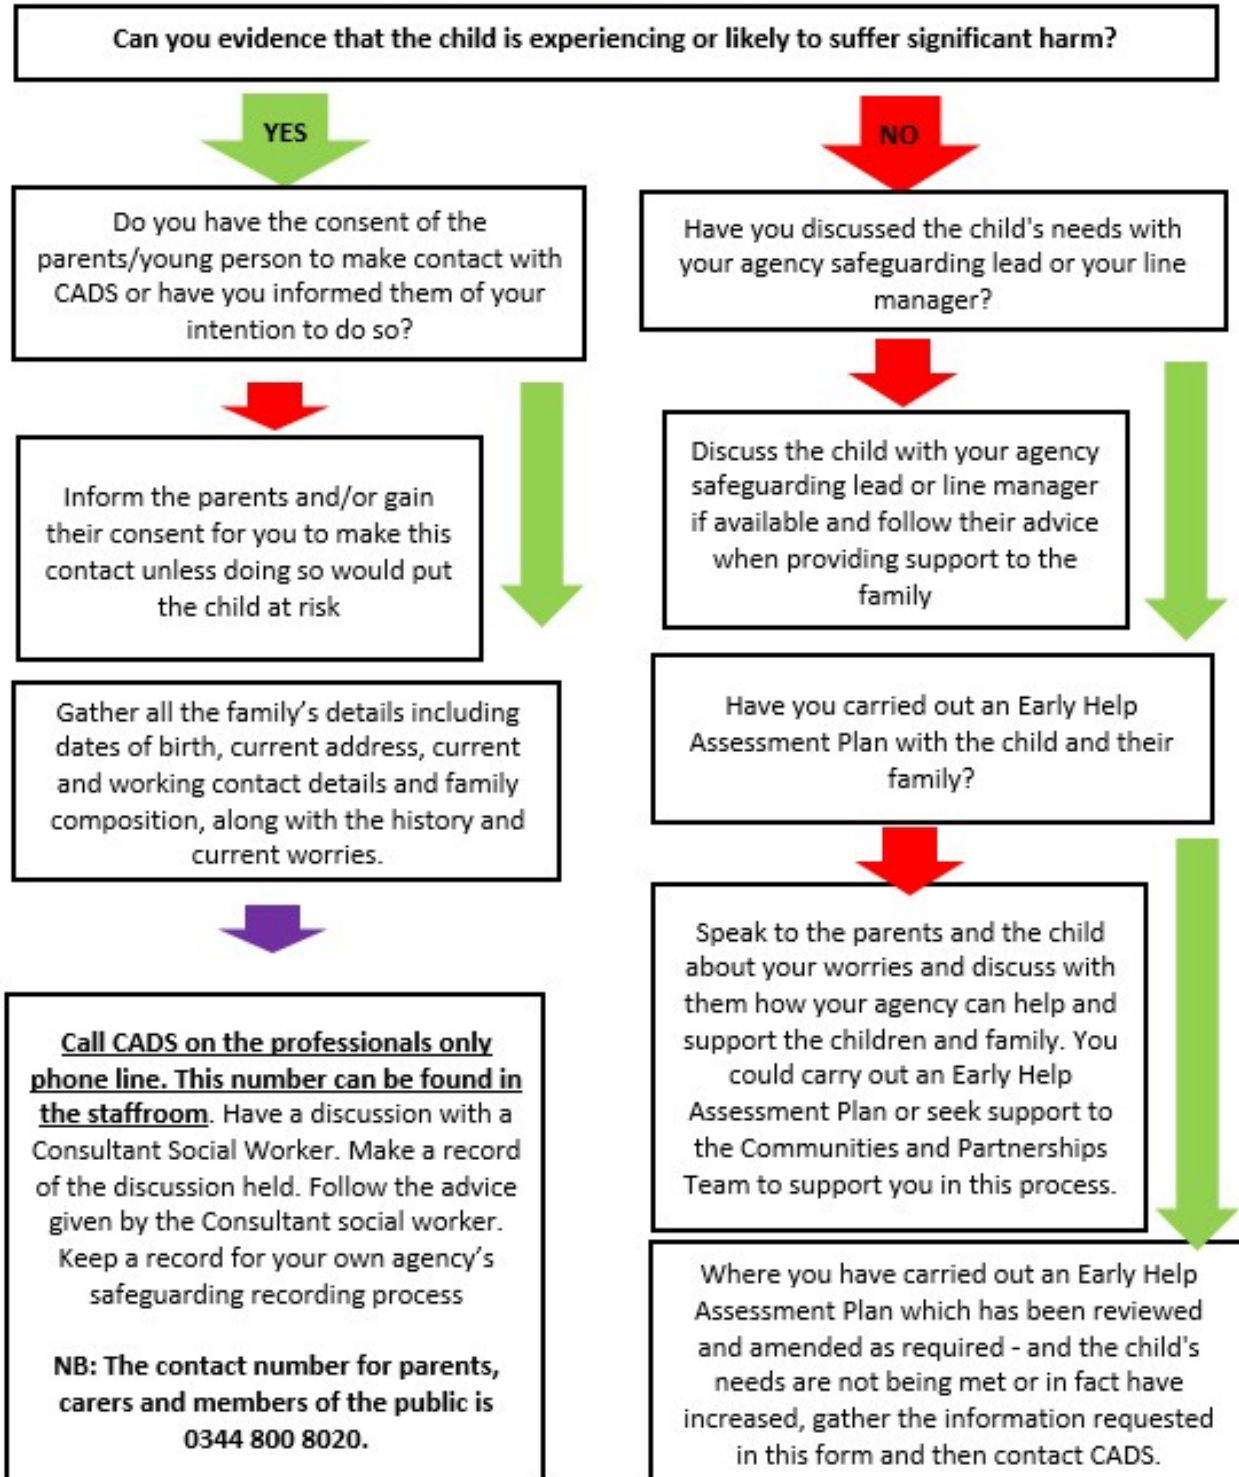 Can you evidence that the child is experiencing or likely to suffer significant harm?
YES
NO
Do you have the consent of the
parents/young person to make contact with
CADS or have you informed them of your
intention to do so?
Inform the parents and/or gain
their consent for you to make this
contact unless doing so would put
the child at risk
Gather all the family’s details including
dates of birth, current address, current
and working contact details and family
composition, along with the history and
current worries.
Call CADS on the professionals only
phone line. This number can be found in
the staffroom. Have a discussion with a
Consultant Social Worker. Make a record
of the discussion held. Follow the advice
given by the Consultant social worker.
Keep a record for your own agency’s
safeguarding recording process
NB: The contact number for parents,
carers and members of the public is
0344 800 8020.
Have you discussed the child's needs with
your agency safeguarding lead or your line
manager?
Discuss the child with your agency
safeguarding lead or line manager
if available and follow their advice
when providing support to the
family
Have you carried out an Early Help
Assessment Plan with the child and their
family?
Speak to the parents and the child
about your worries and discuss with
them how your agency can help and
support the children and family. You
could carry out an Early Help
Assessment Plan or seek support to
the Communities and Partnerships
Team to support you in this process.
Where you have carried out an Early Help
Assessment Plan which has been reviewed
and amended as required - and the child's
needs are not being met or in fact have
increased, gather the information requested
in this form and then contact CADS.